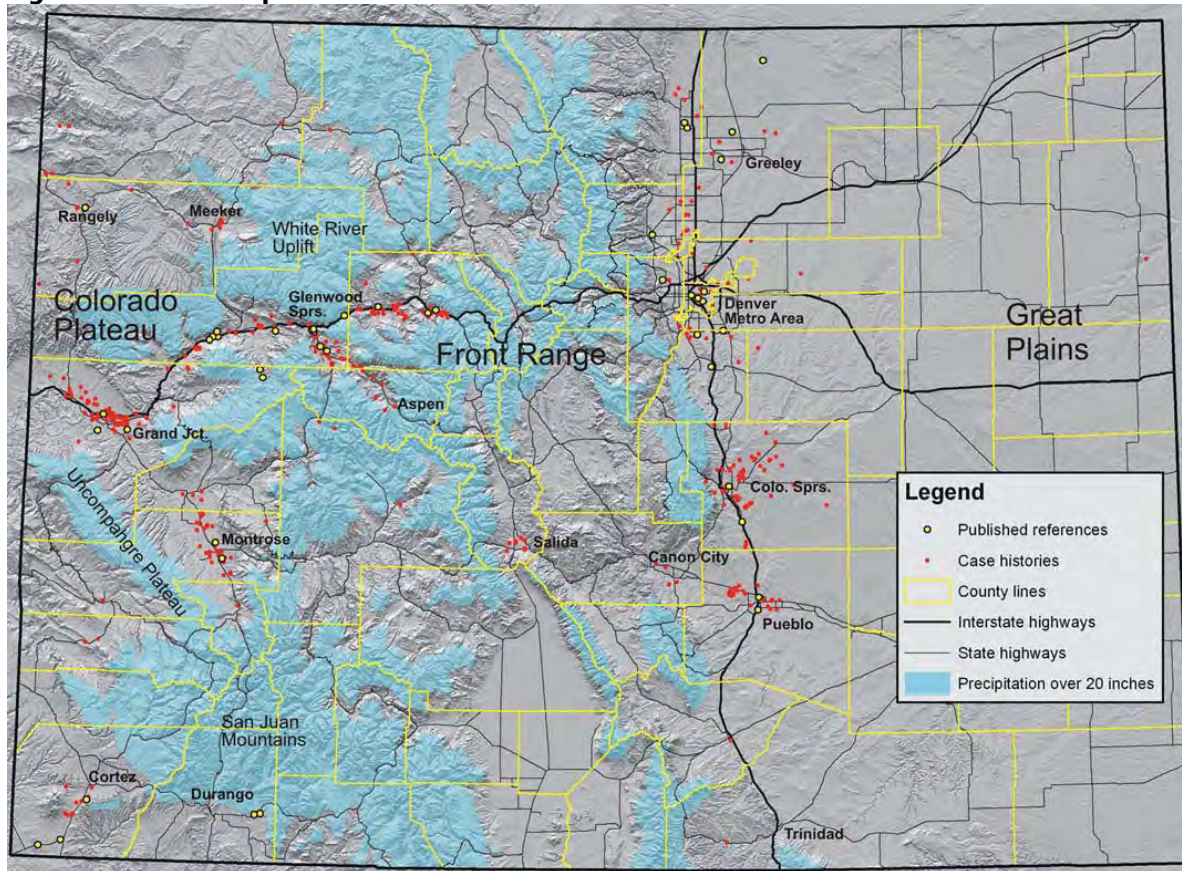 Greeley
Rangely
Meeker
White River
Uplift
Colorado
Plateau
Glenwood
Sprs.
Denver
Metro Area
Great
Plains
Front Range
Aspen
Grand Jct.
Uncompahgre Plateau
Colo. Sprs.
Montrose
Salida
Canon City
Pueblo
San Juan
Mountains
Cortez
Durango
Trinidad
Legend
Published references
Case histories
County lines
Interstate highways
State highways
Precipitation over 20 inches